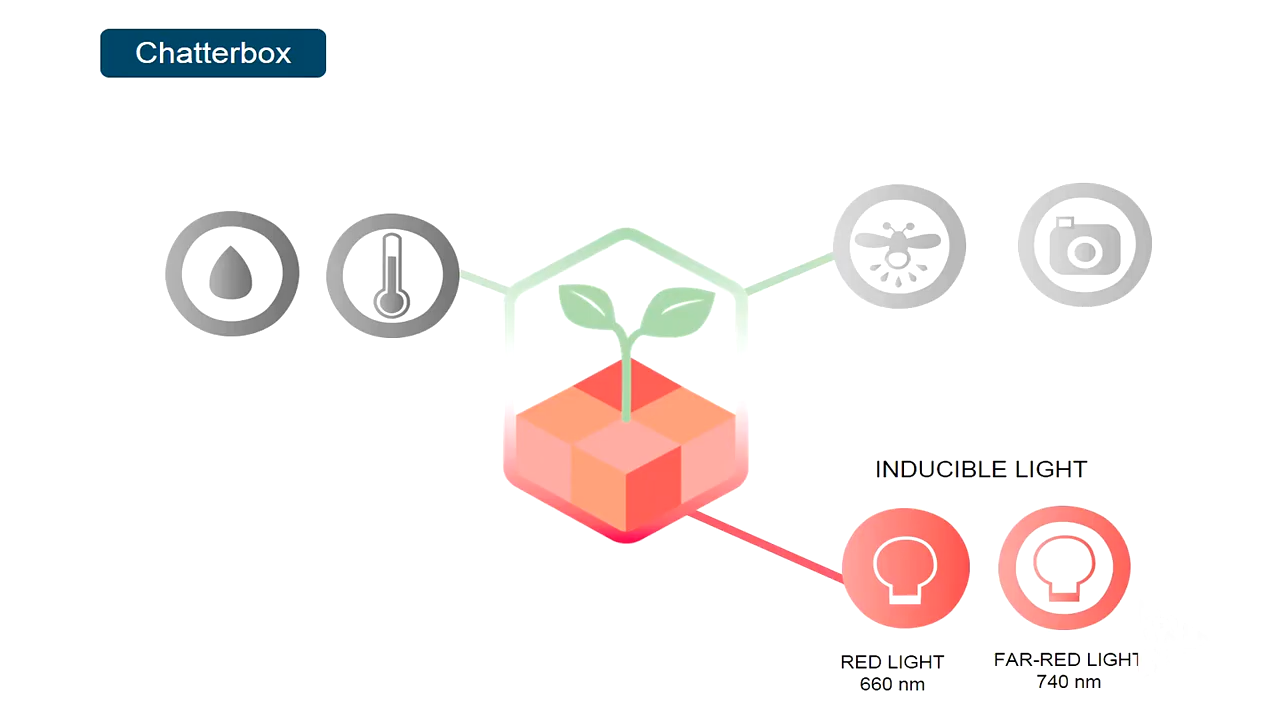 Chatterbox
INDUCIBLE LIGHT
RED LIGHT
660 nm
FAR-RED LIGHT
740 nm